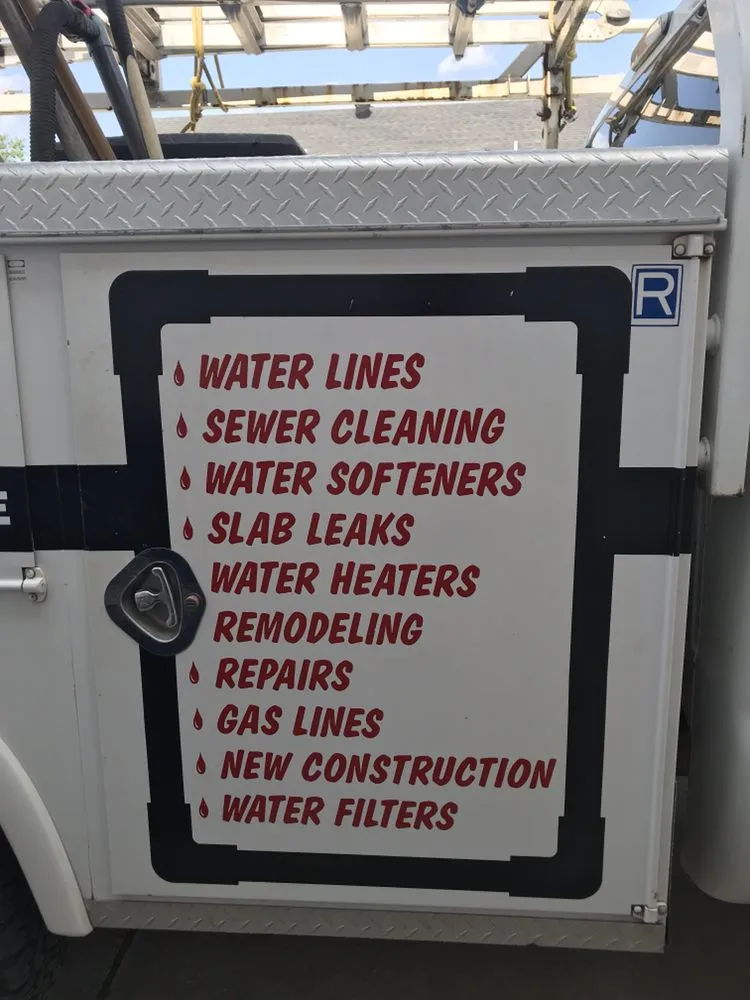 R
WATER LINES
SEWER CLEANING
WATER SOFTENERS
E
SLAB LEAKS
WATER HEATERS
REMODELING
REPAIRS
GAS LINES
NEW CONSTRUCTION
WATER FILTERS